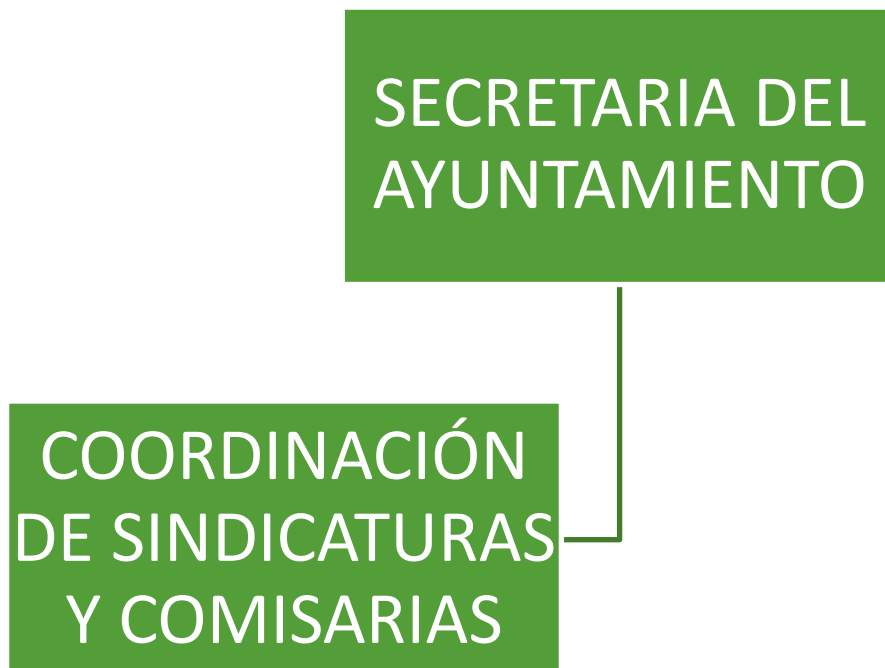 SECRETARIA DEL
AYUNTAMIENTO
COORDINACIÓN
DE SINDICATURAS
Y COMISARIAS